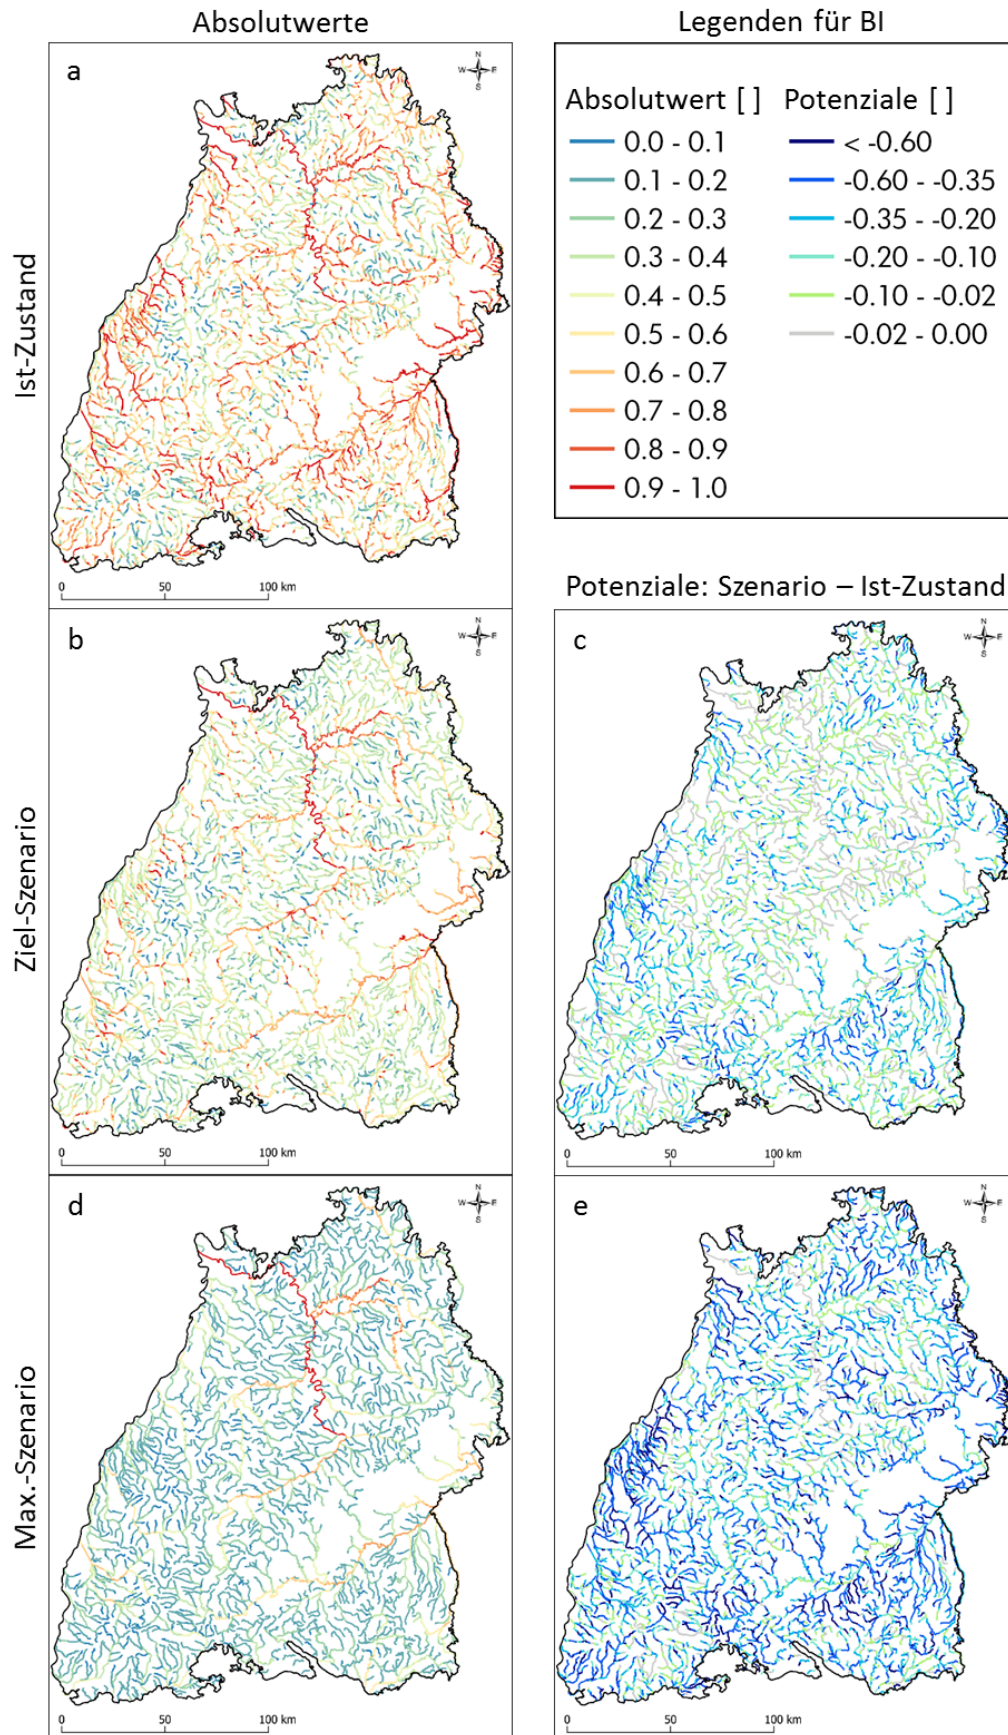 Absolutwerte
Legenden für BI
Ist-Zustand
a
N
W E
S
0 50 100 km
Absolutwert [ ] Potenziale [ ]
0.0 - 0.1 < -0.60
0.1 - 0.2 -0.60 - -0.35
0.2 - 0.3 -0.35 - -0.20
0.3 - 0.4 -0.20 - -0.10
0.4 - 0.5 -0.10 - -0.02
0.5 - 0.6 -0.02 - 0.00
0.6 - 0.7
0.7 - 0.8
0.8 - 0.9
0.9 - 1.0
Potenziale: Szenario – Ist-Zustand
Ziel-Szenario
b
N
W E
S
0 50 100 km
c
N
W E
S
0 50 100 km
Max.-Szenario
d
N
W E
S
0 50 100 km
e
N
W E
S
0 50 100 km